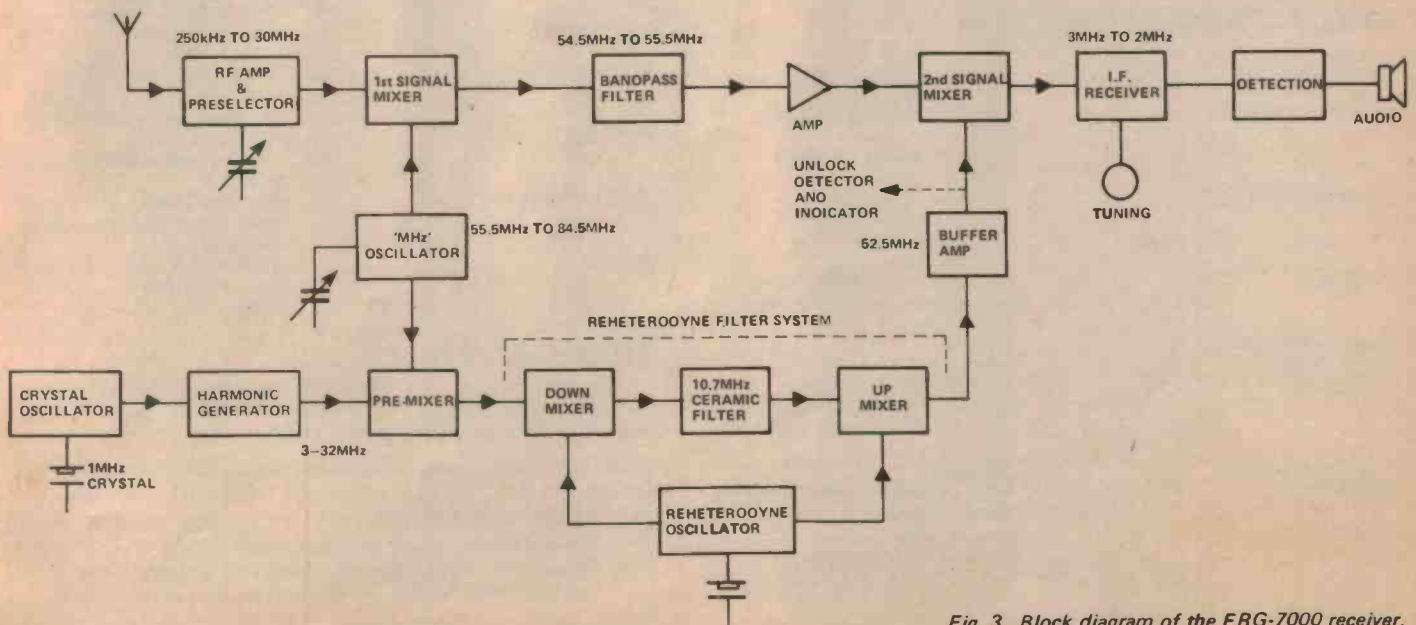 250kHz TO 30MHz
RF AMP
&
PRESELECTOR
1st SIGNAL
MIXER
54.5MHz TO 55.5MHz
BANOPASS
FILTER
AMP
2nd SIGNAL
MIXER
3MHz TO 2MHz
I.F.
RECEIVER
DETECTION
AUOIO
TUNING
UNLOCK
DETECTOR
ANO
INOICATOR
'MHz'
OSCILLATOR
55.5MHz TO 84.5MHz
52.5MHz
BUFFER
AMP
REHETEROOYNE FILTER SYSTEM
CRYSTAL
OSCILLATOR
HARMONIC
GENERATOR
3–32MHz
PRE-MIXER
DOWN
MIXER
10.7MHz
CERAMIC
FILTER
UP
MIXER
1MHz
CRYSTAL
REHETEROOYNE
OSCILLATOR
Fig. 3. Block diagram of the FRG-7000 receiver.